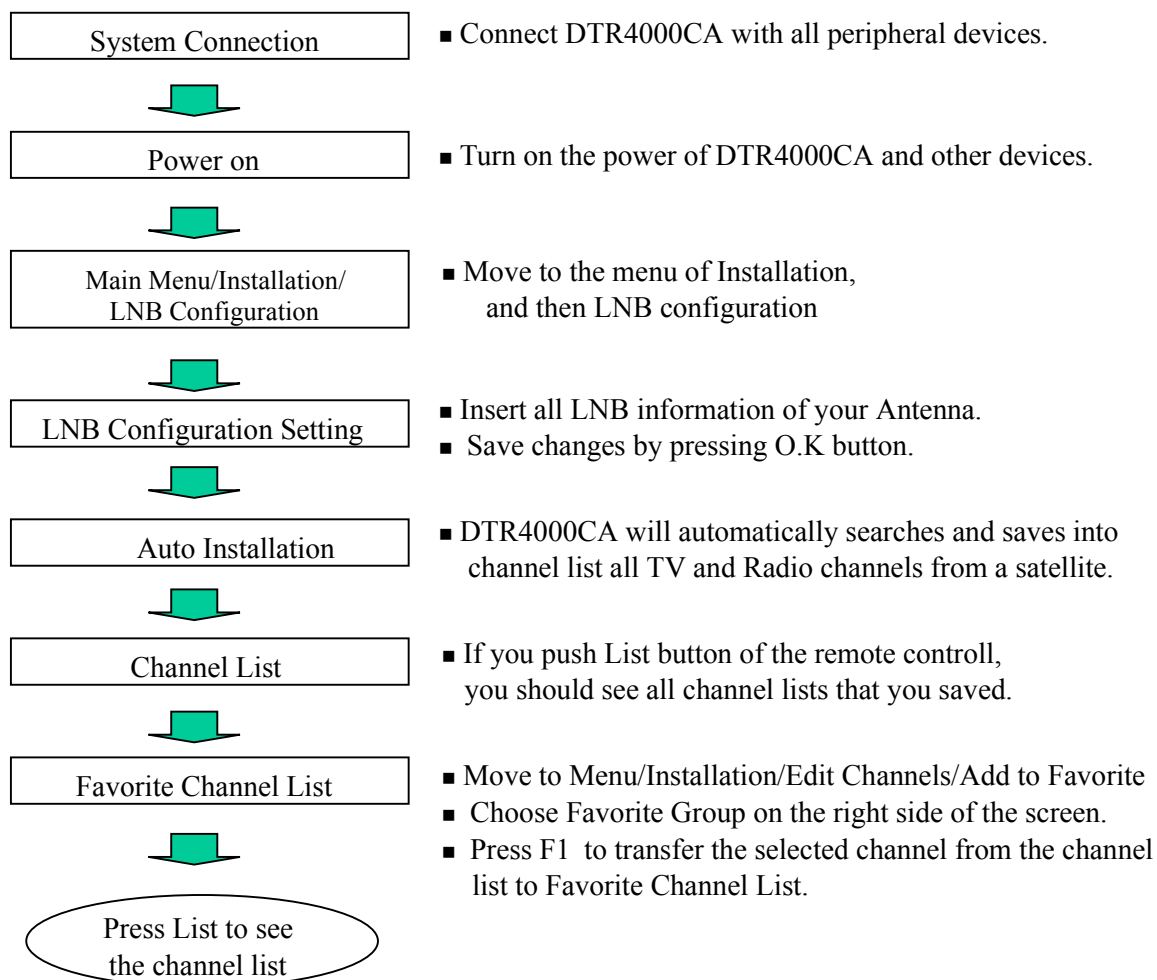 System Connection
■ Connect DTR4000CA with all peripheral devices.
Power on
■ Turn on the power of DTR4000CA and other devices.
Main Menu/Installation/
LNB Configuration
■ Move to the menu of Installation,
and then LNB configuration
LNB Configuration Setting
■ Insert all LNB information of your Antenna.
■ Save changes by pressing O.K button.
Auto Installation
■ DTR4000CA will automatically searches and saves into
channel list all TV and Radio channels from a satellite.
Channel List
■ If you push List button of the remote controll,
you should see all channel lists that you saved.
Favorite Channel List
■ Move to Menu/Installation/Edit Channels/Add to Favorite
■ Choose Favorite Group on the right side of the screen.
■ Press F1 to transfer the selected channel from the channel
list to Favorite Channel List.
Press List to see
the channel list